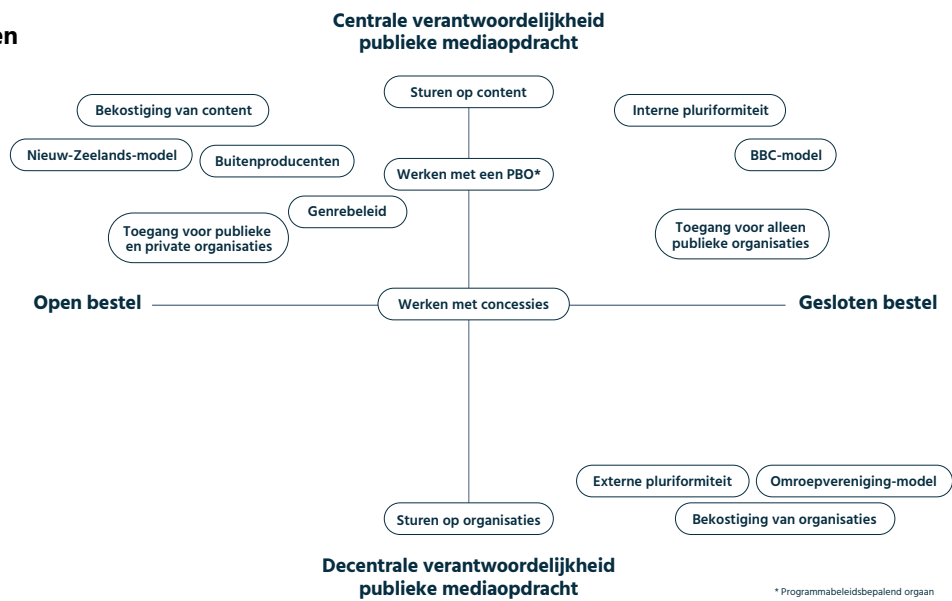 en
Centrale verantwoordelijkheid
publieke mediaopdracht
Sturen op content
Bekostiging van content
Interne pluriformiteit
Nieuw-Zeelands-model
Buitenproducenten
BBC-model
Werken met een PBO*
Genrebeleid
Toegang voor publieke
en private organisaties
Toegang voor alleen
publieke organisaties
Open bestel
Werken met concessies
Gesloten bestel
Externe pluriformiteit
Omroepvereniging-model
Sturen op organisaties
Bekostiging van organisaties
Decentrale verantwoordelijkheid
publieke mediaopdracht
* Programmabeleidsbepalend orgaan